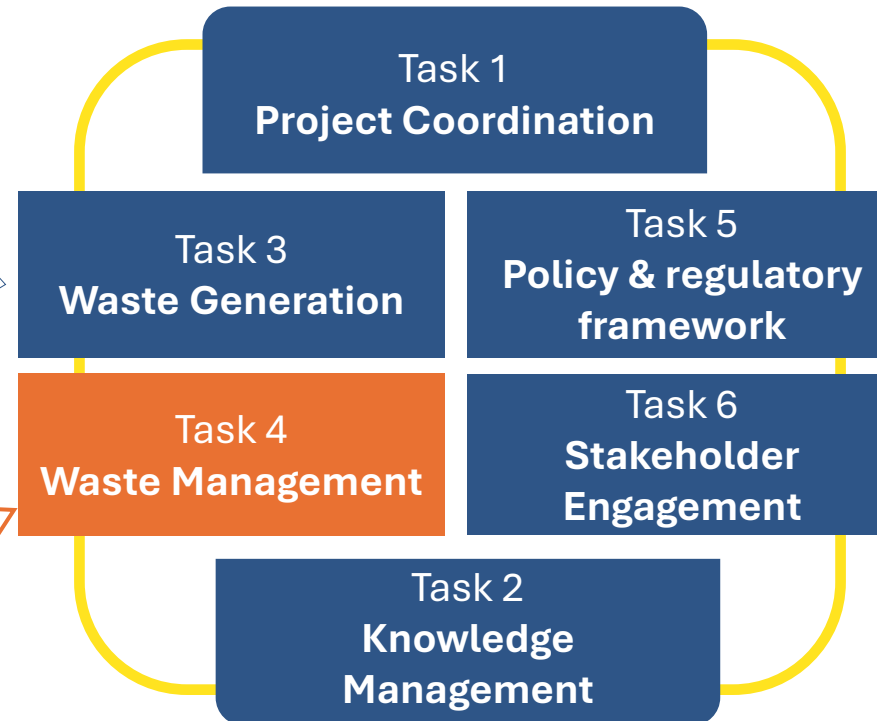 Task 1
Project Coordination
Task 3
Waste Generation
Task 5
Policy & regulatory
framework
Task 4
Waste Management
Task 6
Stakeholder
Engagement
Task 2
Knowledge
Management